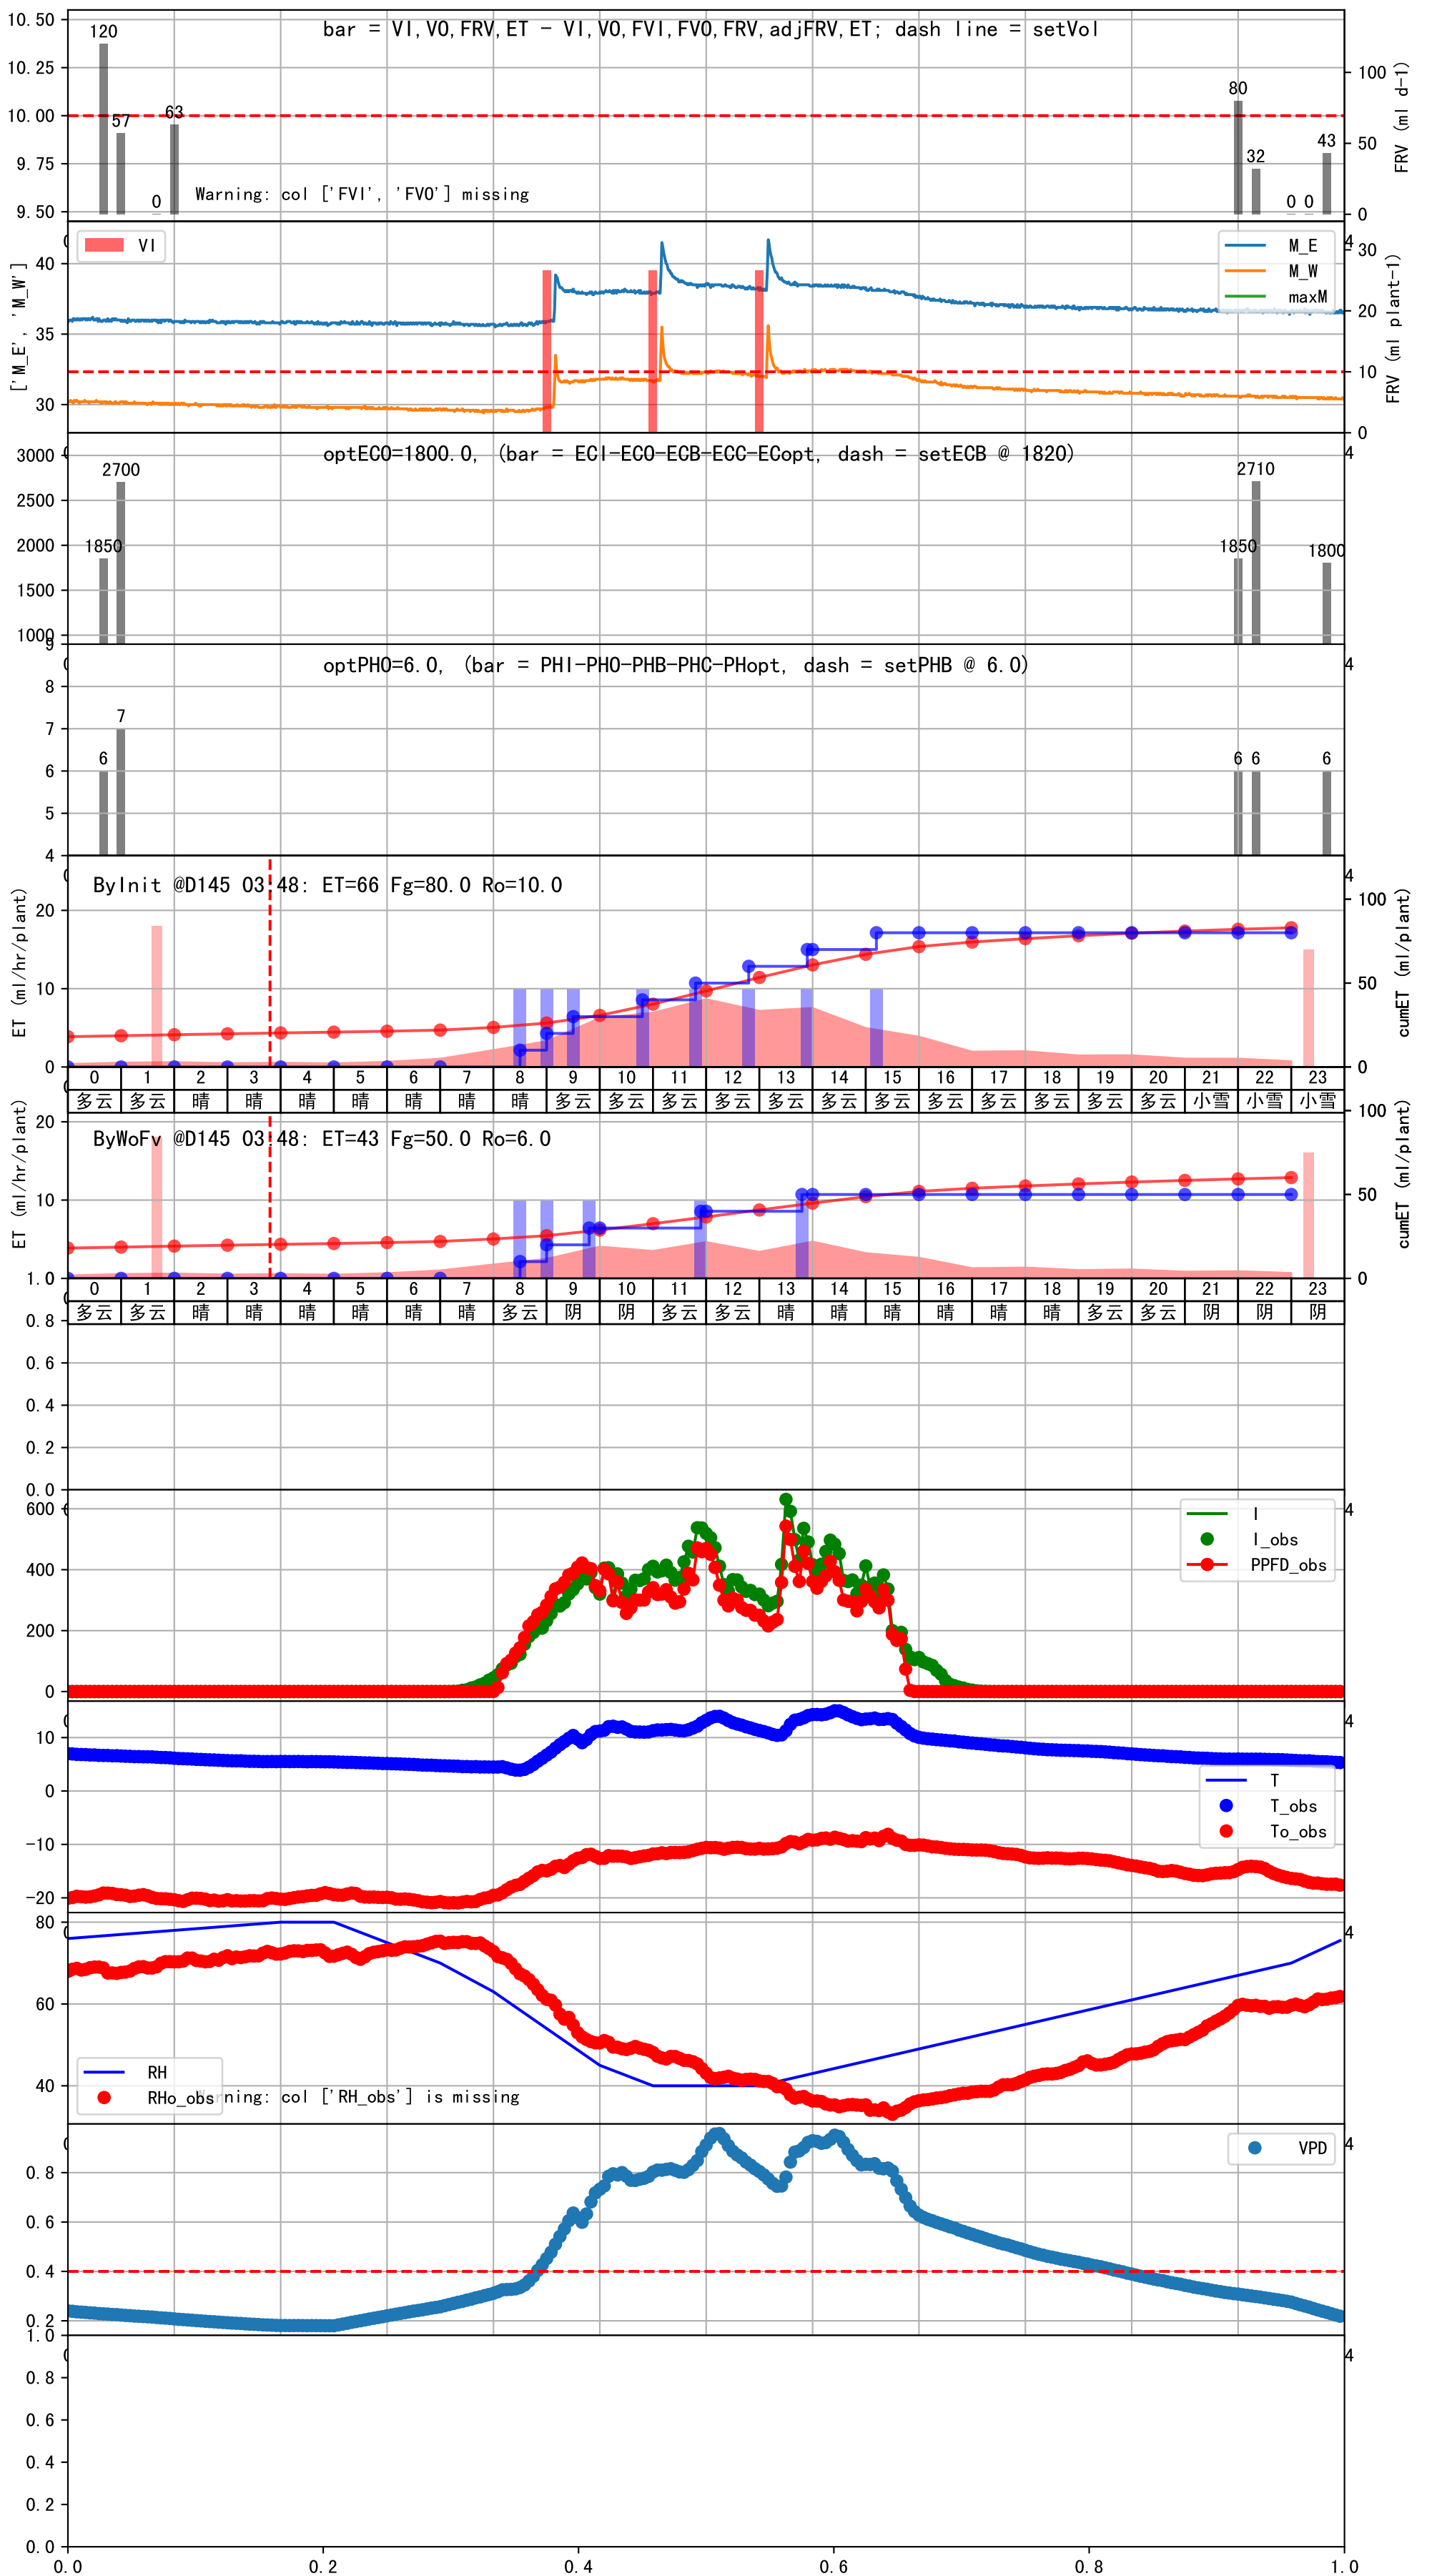 bar = VI,VO,FRV,ET - VI,VO,FVI,FVO,FRV,adjFRV,ET; dash line = setVol
10.50
10.25
10.00
9.75
9.50
120
57
0
63
80
32
0
0
43
Warning: col ['FVI', 'FVO'] missing
100
50
0
FRV (ml d-1)
['M_E', 'M_W']
40
35
30
VI
M_E
M_W
maxM
4
30
20
10
0
FRV (ml plant-1)
optECO=1800.0, (bar = ECI-ECO-ECB-ECC-ECopt, dash = setECB @ 1820)
3000
2500
2000
1500
1000
1850
2700
1850
2710
1800
4
optPHO=6.0, (bar = PHI-PHO-PHB-PHC-PHopt, dash = setPHB @ 6.0)
9
8
7
6
5
4
6
7
6
6
6
4
ByInit @D145 03:48: ET=66 Fg=80.0 Ro=10.0
ET (ml/hr/plant)
20
10
0
4
100
50
0
cumET (ml/plant)
0 1 2 3 4 5 6 7 8 9 10 11 12 13 14 15 16 17 18 19 20 21 22 23
多云 多云 晴 晴 晴 晴 晴 晴 晴 多云 多云 多云 多云 多云 多云 多云 多云 多云 多云 多云 多云 小雪 小雪 小雪
ByWoFv @D145 03:48: ET=43 Fg=50.0 Ro=6.0
ET (ml/hr/plant)
20
10
100
50
0
cumET (ml/plant)
0 1 2 3 4 5 6 7 8 9 10 11 12 13 14 15 16 17 18 19 20 21 22 23
多云 多云 晴 晴 晴 晴 晴 晴 多云 阴 阴 多云 多云 晴 晴 晴 晴 晴 晴 多云 多云 阴 阴 阴
1.0
0.8
0.6
0.4
0.2
0.0
600
400
200
0
I
I_obs
PPFD_obs
4
10
0
-10
-20
T
T_obs
To_obs
4
80
60
40
RH
RHo_obs
rning: col ['RH_obs'] is missing
4
0.8
0.6
0.4
0.2
VPD
4
1.0
0.8
0.6
0.4
0.2
0.0
4
0.0 0.2 0.4 0.6 0.8 1.0